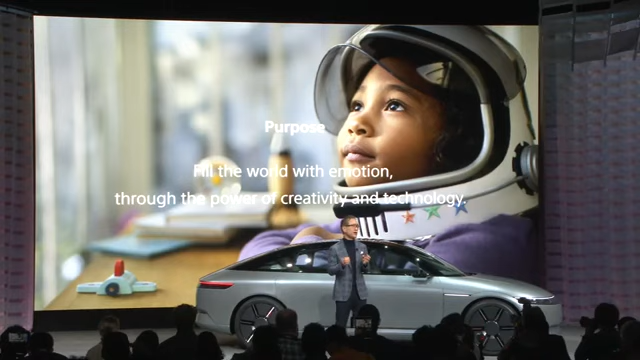 Purpose
Fill the world with emotion,
through the power of creativity and technology.